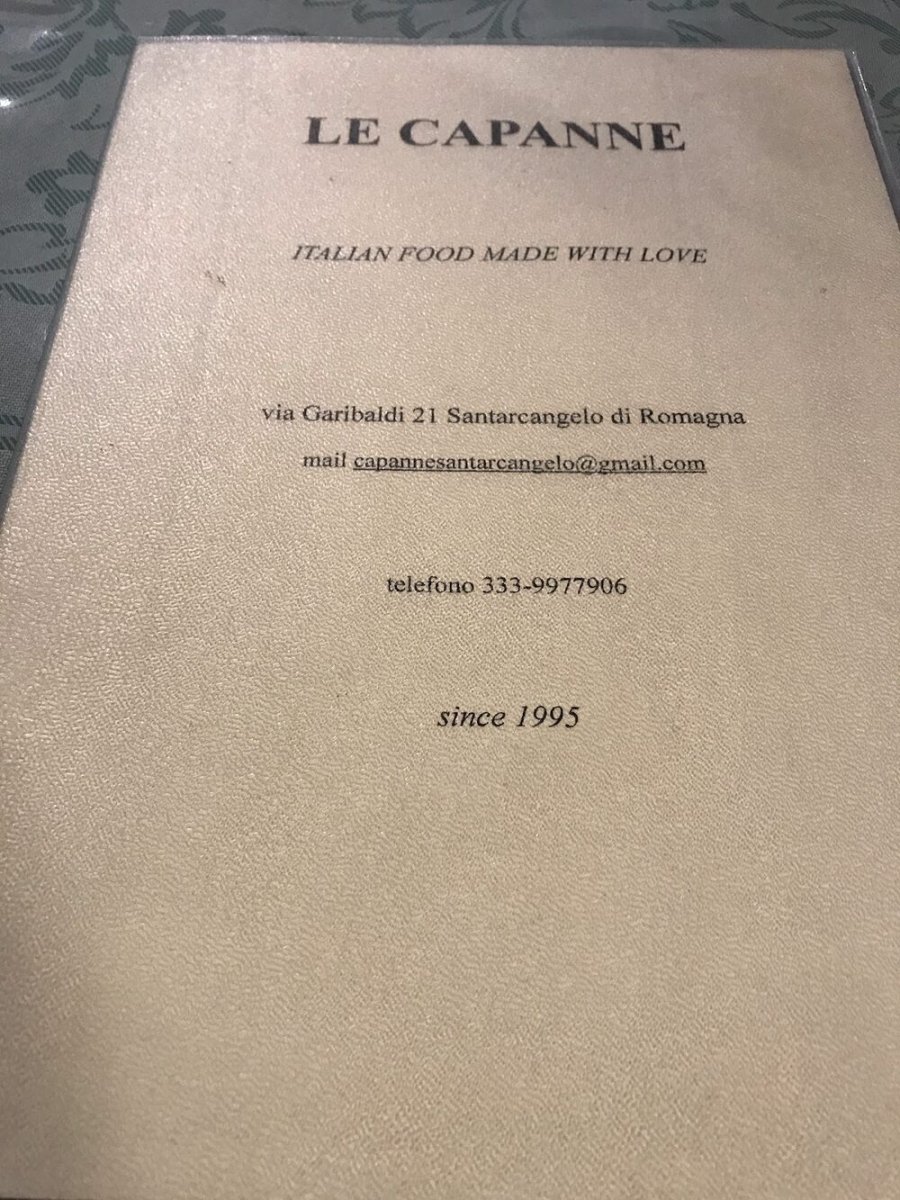 LE CAPANNE
ITALIAN FOOD MADE WITH LOVE
via Garibaldi 21 Santarcangelo di Romagna
mail capannesantarcangelo@gmail.com
telefono 333-9977906
since 1995